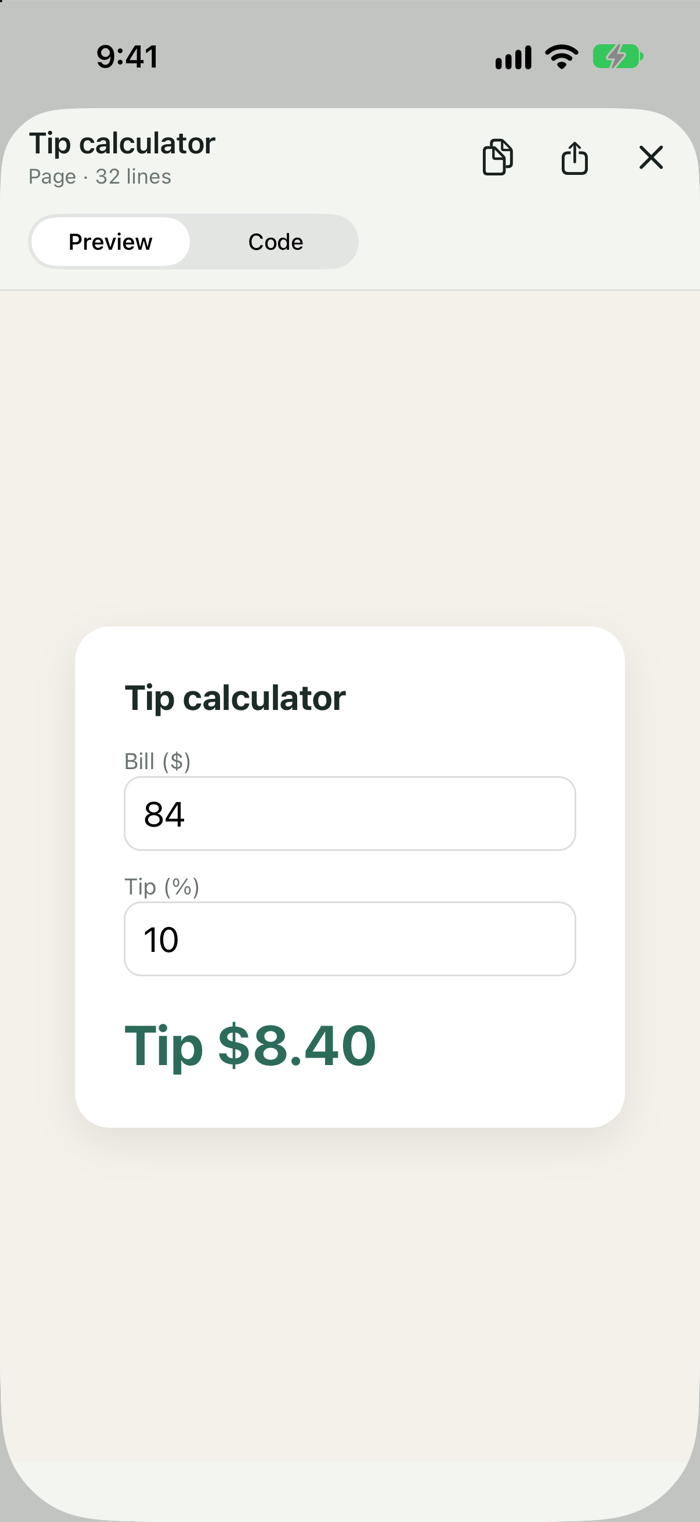 9:41
Tip calculator
Page · 32 lines
Preview Code
Tip calculator
Bill ($)
84
Tip (%)
10
Tip $8.40